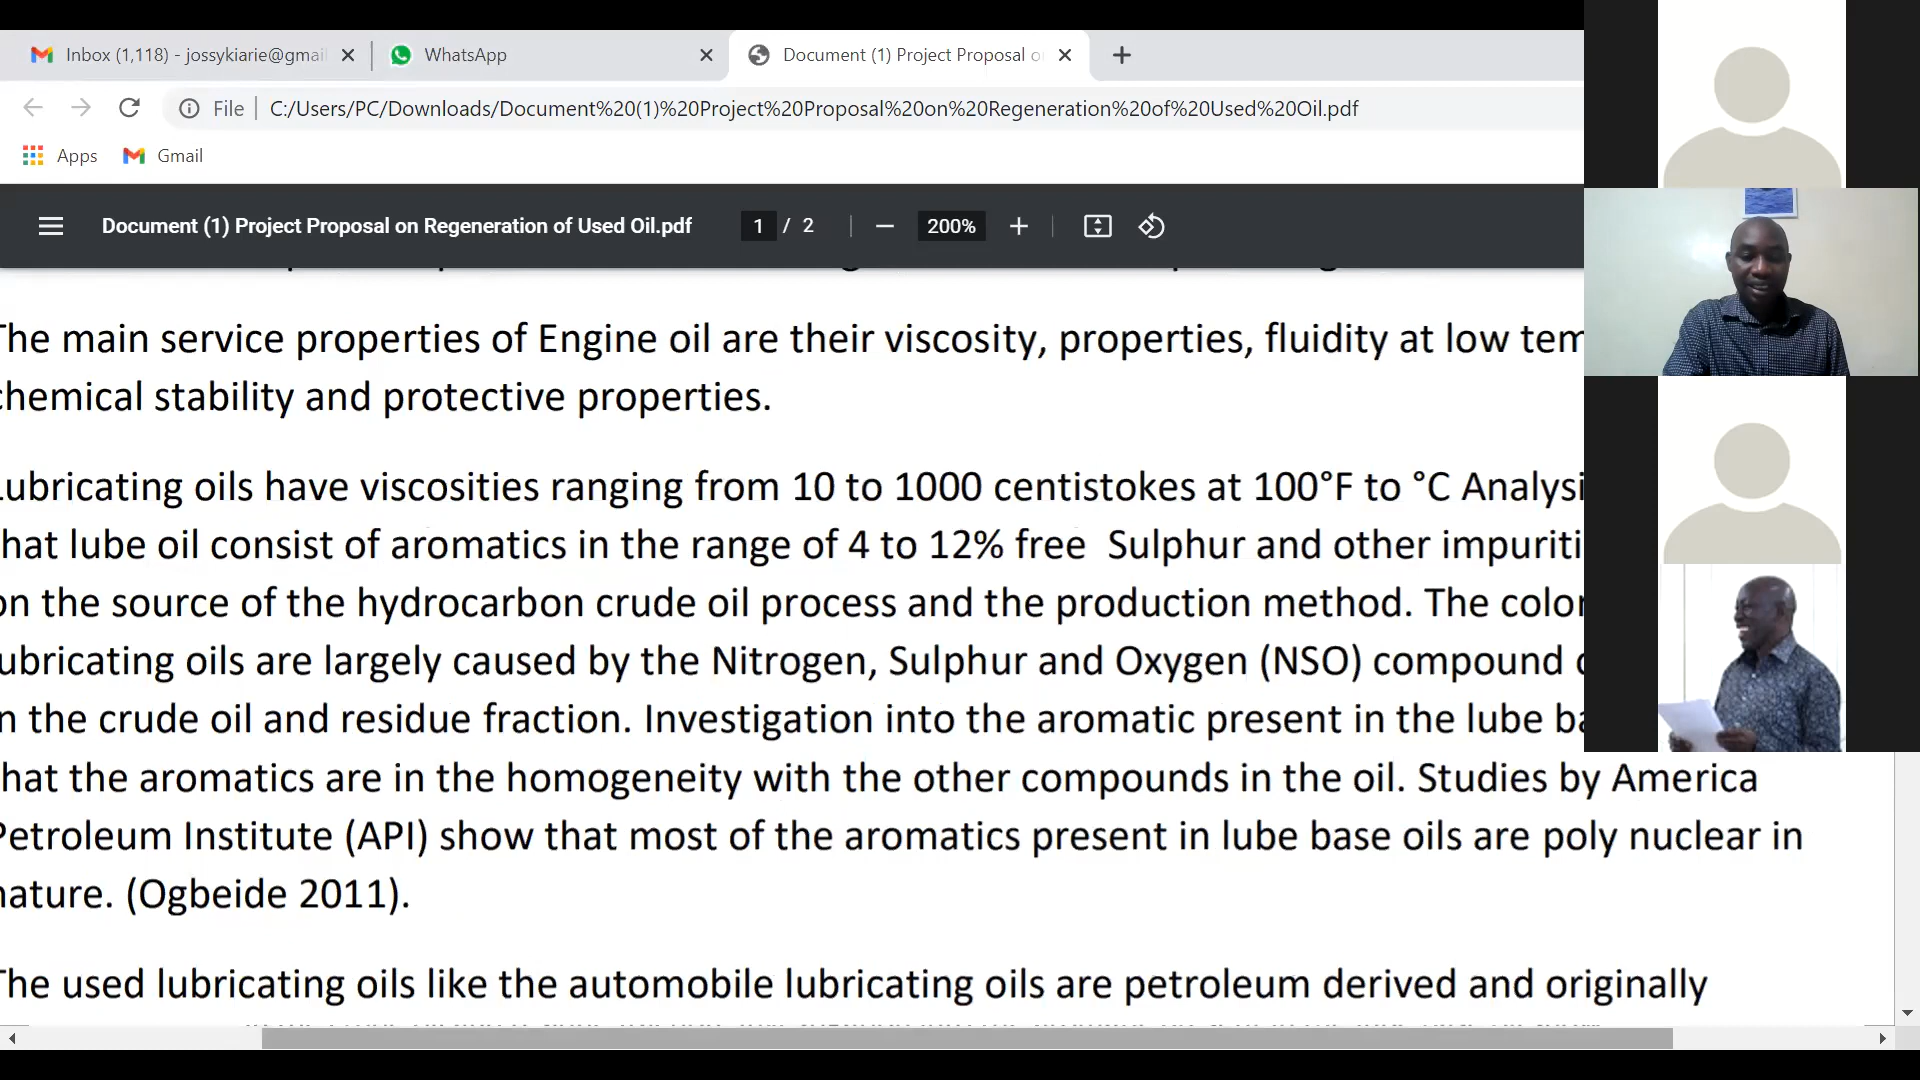 Inbox (1,118) - jossykiarie@gmai
WhatsApp
Document (1) Project Proposal o
File
C:/Users/PC/Downloads/Document%20(1)%20Project%20Proposal%20on%20Regeneration%20of%20Used%20Oil.pdf
Apps
Gmail
Document (1) Project Proposal on Regeneration of Used Oil.pdf
1 / 2
200%
The main service properties of Engine oil are their viscosity, properties, fluidity at low tem
chemical stability and protective properties.
Lubricating oils have viscosities ranging from 10 to 1000 centistokes at 100°F to °C Analysi
hat lube oil consist of aromatics in the range of 4 to 12% free Sulphur and other impuriti
on the source of the hydrocarbon crude oil process and the production method. The color
ubricating oils are largely caused by the Nitrogen, Sulphur and Oxygen (NSO) compound
n the crude oil and residue fraction. Investigation into the aromatic present in the lube ba
hat the aromatics are in the homogeneity with the other compounds in the oil. Studies by America
Petroleum Institute (API) show that most of the aromatics present in lube base oils are poly nuclear in
nature. (Ogbeide 2011).
The used lubricating oils like the automobile lubricating oils are petroleum derived and originally